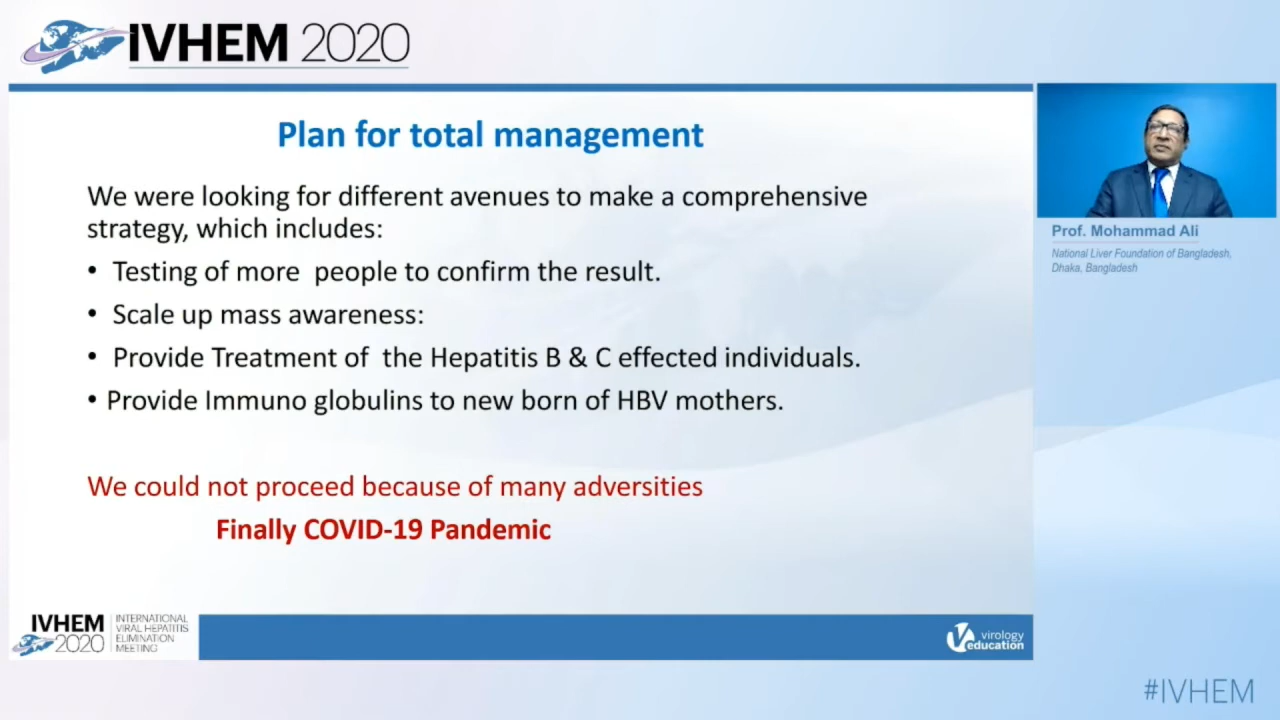 IVHEM 2020
Plan for total management
We were looking for different avenues to make a comprehensive
strategy, which includes:
• Testing of more people to confirm the result.
• Scale up mass awareness:
• Provide Treatment of the Hepatitis B & C effected individuals.
• Provide Immuno globulins to new born of HBV mothers.
We could not proceed because of many adversities
Finally COVID-19 Pandemic
Prof. Mohammad Ali
National Liver Foundation of Bangladesh,
Dhaka, Bangladesh
IVHEM
2020
INTERNATIONAL
VIRAL HEPATITIS
ELIMINATION
MEETING
virology
education
#IVHEM